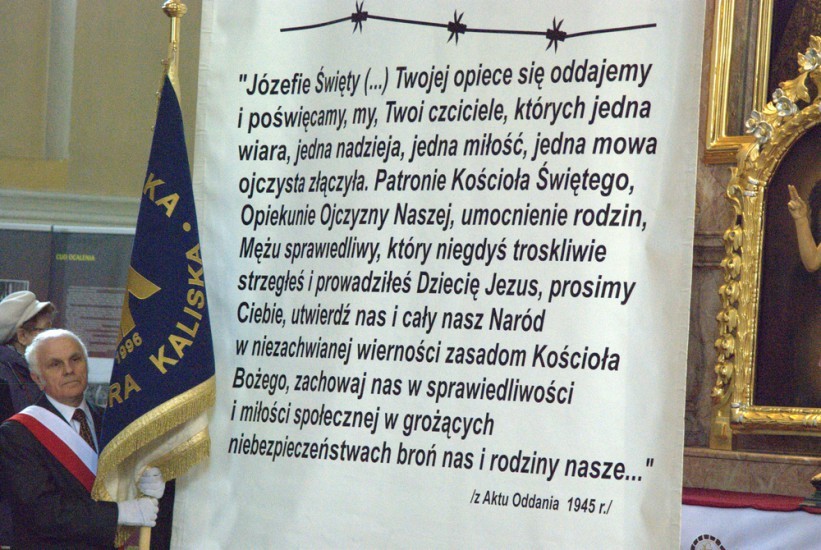 "Józefie Święty (...) Twojej opiece się oddajemy
i poświęcamy, my, Twoi czciciele, których jedna
wiara, jedna nadzieja, jedna miłość, jedna mowa
ojczysta złączyła. Patronie Kościoła Świętego,
Opiekunie Ojczyzny Naszej, umocnienie rodzin,
Mężu sprawiedliwy, który niegdyś troskliwie
strzegłeś i prowadziłeś Dziecię Jezus, prosimy
Ciebie, utwierdź nas i cały nasz Naród
w niezachwianej wierności zasadom Kościoła
Bożego, zachowaj nas w sprawiedliwości
i miłości społecznej w grożących
niebezpieczeństwach broń nas i rodziny nasze..."
/z Aktu Oddania 1945 r./
KA • KALISKA •
1996
RA KALISKA
CUD OCALENIA